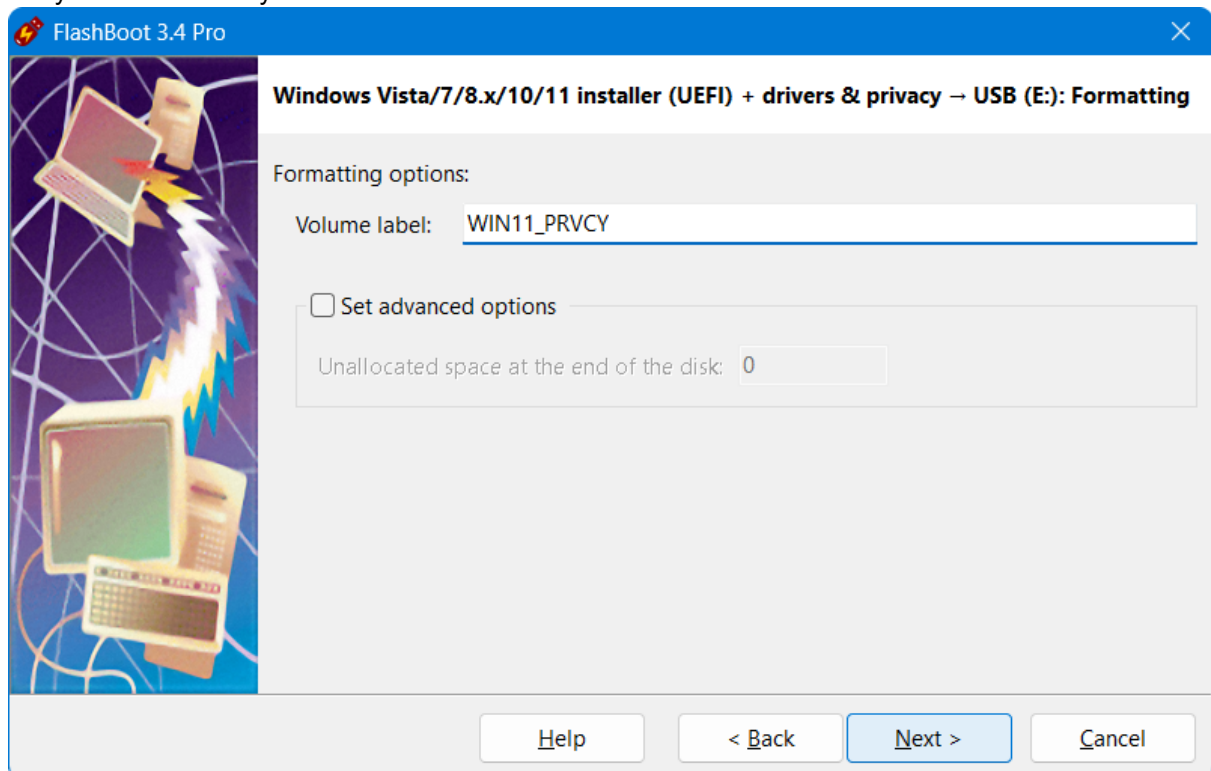 FlashBoot 3.4 Pro
Windows Vista/7/8.x/10/11 installer (UEFI) + drivers & privacy → USB (E:): Formatting
Formatting options:
Volume label: WIN11_PRVCY
Set advanced options
Unallocated space at the end of the disk: 0
Help < Back Next > Cancel